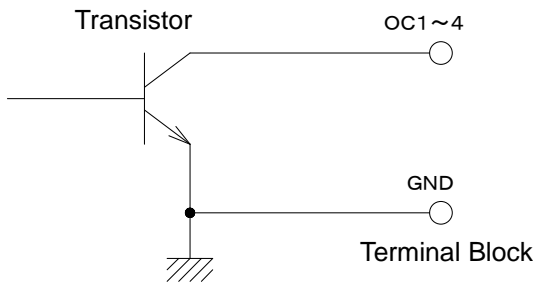 Transistor
OC1～4
GND
Terminal Block